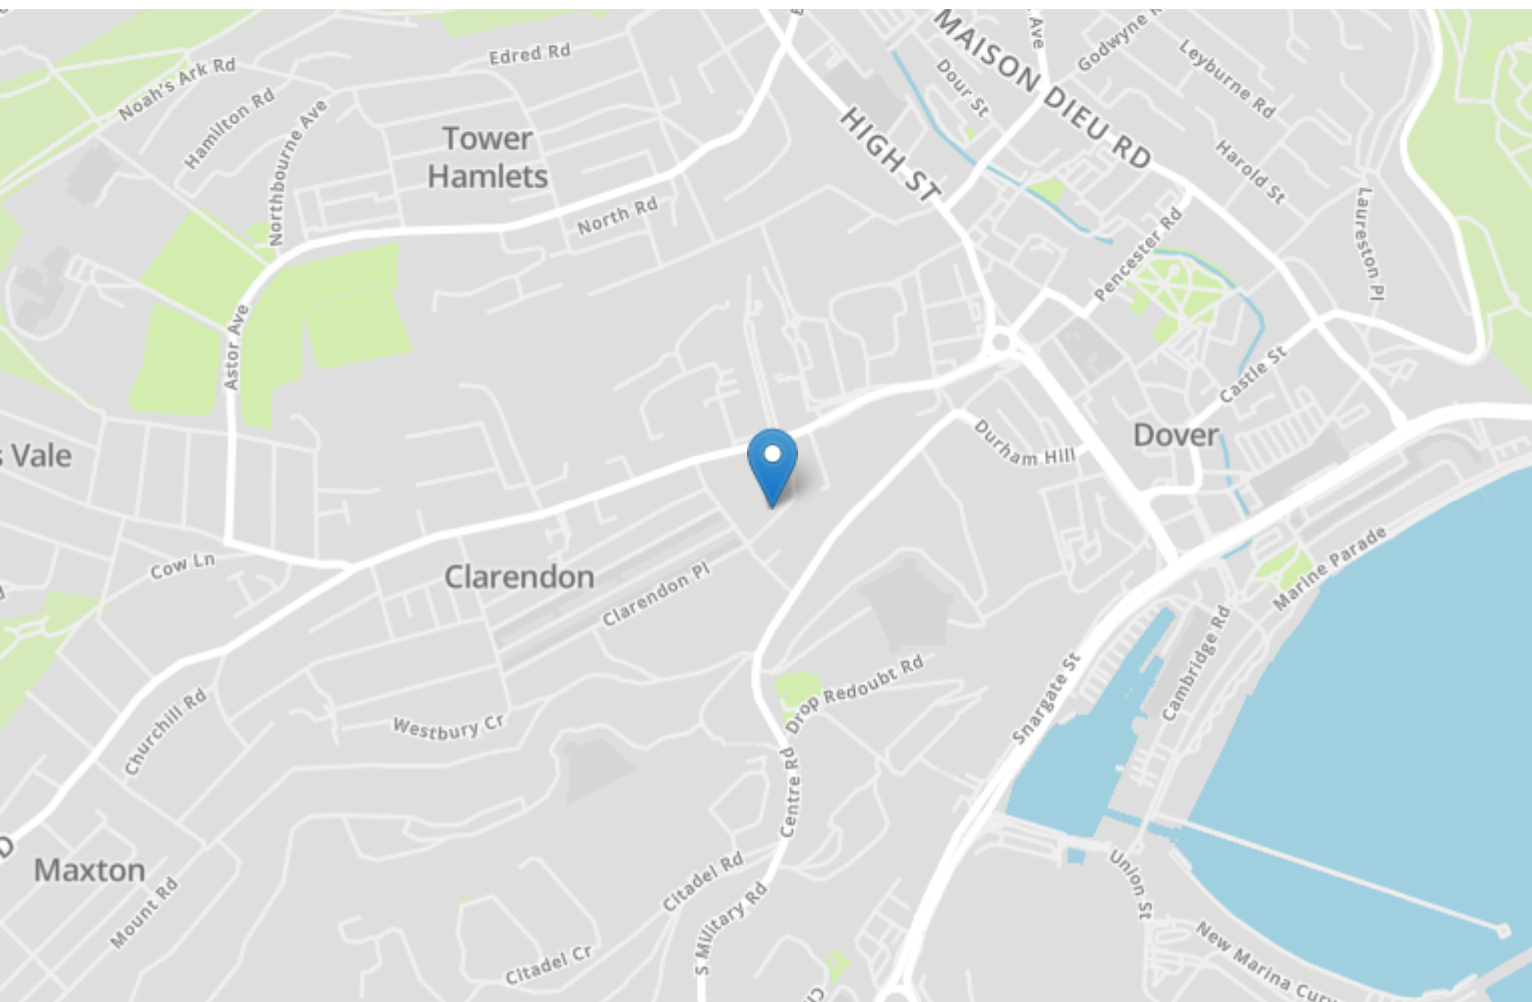 MAISON DIEU RD
Ave
Godwyne R
Leyburne Rd
Edred Rd
Noah's Ark Rd
Hamilton Rd
Northbourne Ave
Dour St
HIGH ST
Tower
Hamlets
Harold St
Laureston Pl
North Rd
Pencester Rd
Astor Ave
Castle St
s Vale
Durham Hill
Dover
Cow Ln
Clarendon
Clarendon Pl
Marine Parade
Cambridge Rd
Snargate St
Drop Redoubt Rd
Churchill Rd
Westbury Cr
Centre Rd
D
Maxton
Mount Rd
Citadel Rd
S Military Rd
Union St
Citadel Cr
New Marina Curv